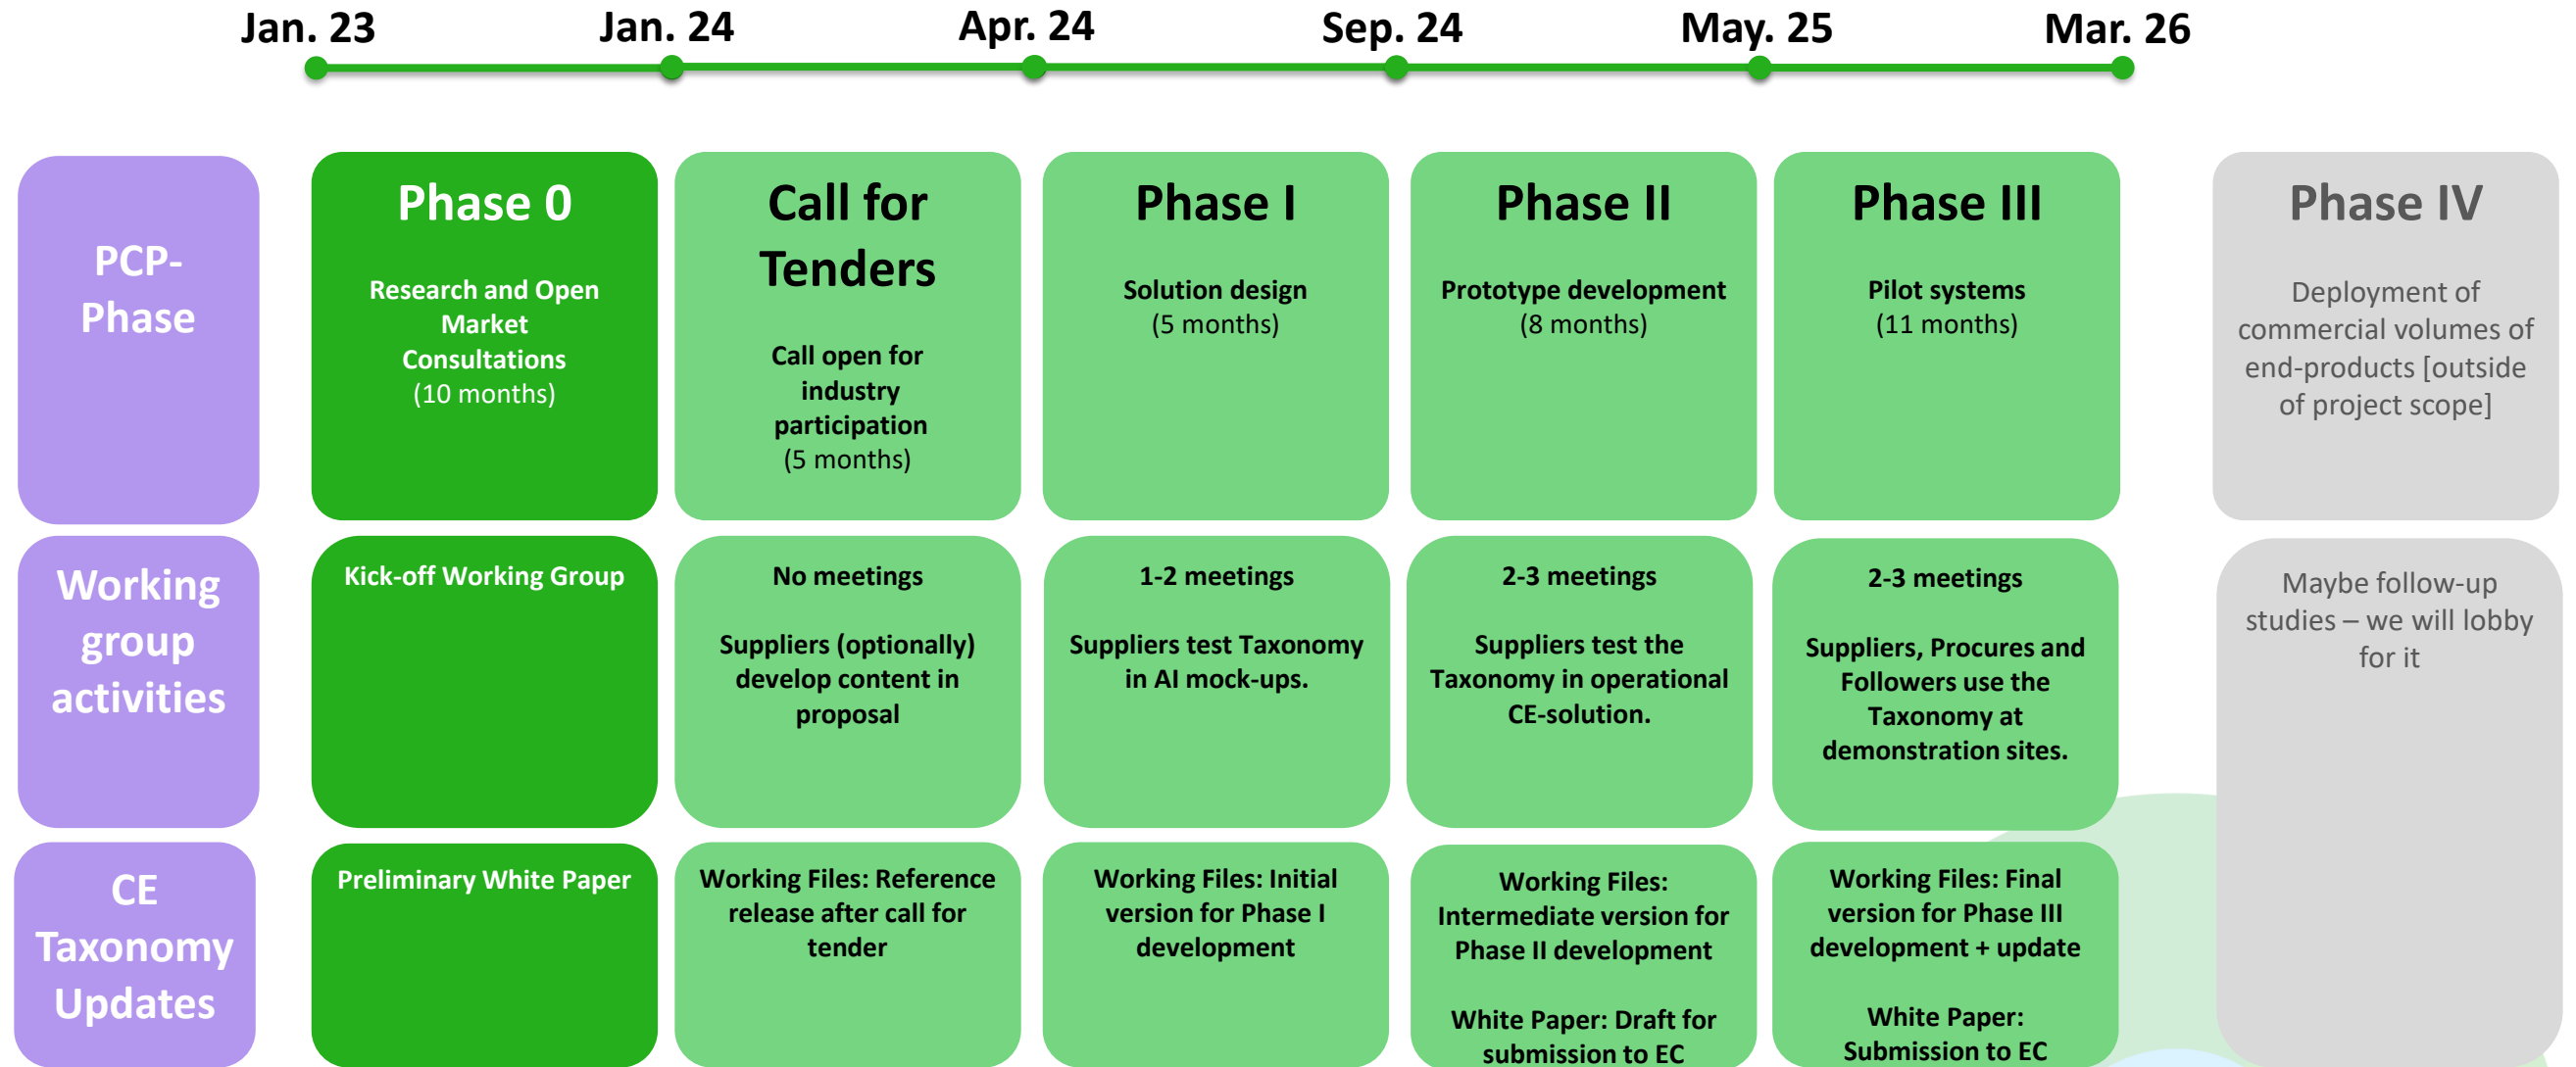 Jan. 23
Jan. 24
Apr. 24
Sep. 24
May. 25
Mar. 26
PCP-
Phase
Phase 0
Research and Open
Market
Consultations
(10 months)
Call for
Tenders
Call open for
industry
participation
(5 months)
Phase I
Solution design
(5 months)
Phase II
Prototype development
(8 months)
Phase III
Pilot systems
(11 months)
Phase IV
Deployment of
commercial volumes of
end-products [outside
of project scope]
Working
group
activities
Kick-off Working Group
No meetings
Suppliers (optionally)
develop content in
proposal
1-2 meetings
Suppliers test Taxonomy
in AI mock-ups.
2-3 meetings
Suppliers test the
Taxonomy in operational
CE-solution.
2-3 meetings
Suppliers, Procures and
Followers use the
Taxonomy at
demonstration sites.
Maybe follow-up
studies – we will lobby
for it
CE
Taxonomy
Updates
Preliminary White Paper
Working Files: Reference
release after call for
tender
Working Files: Initial
version for Phase I
development
Working Files:
Intermediate version for
Phase II development
White Paper: Draft for
submission to EC
Working Files: Final
version for Phase III
development + update
White Paper:
Submission to EC